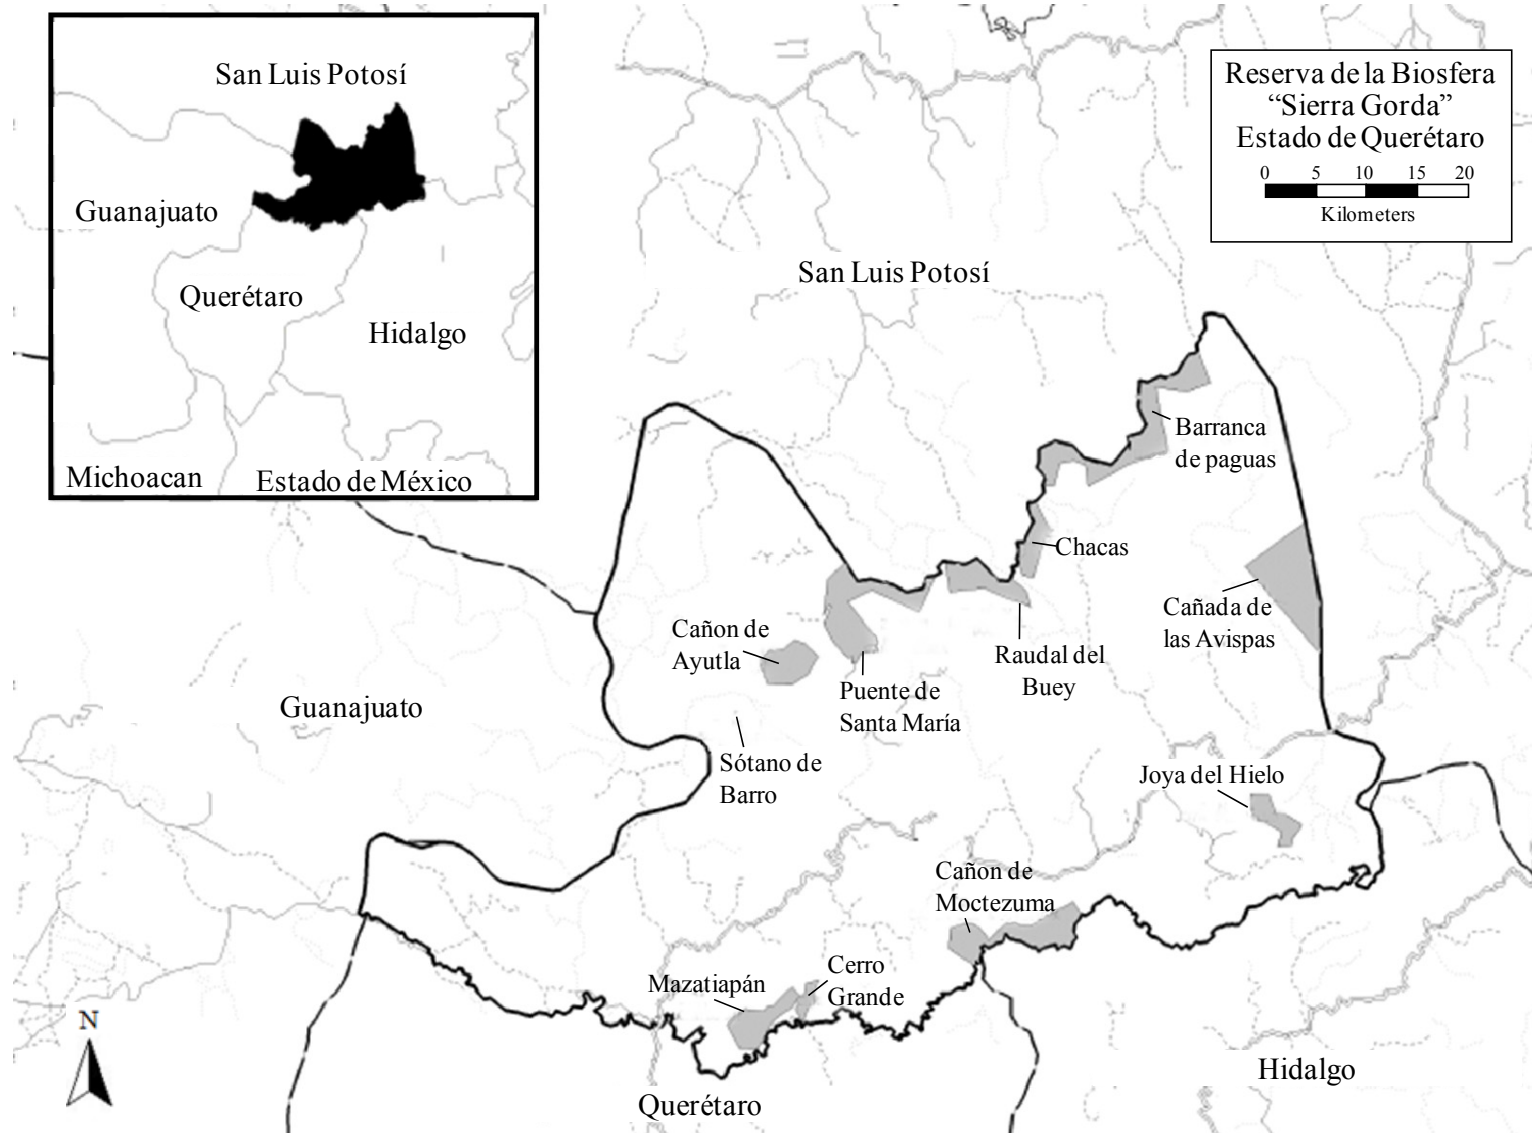 San Luis Potosí
Guanajuato
Querétaro
Hidalgo
Michoacan
Estado de México
Reserva de la Biosfera
“Sierra Gorda”
Estado de Querétaro
0 5 10 15 20
Kilometers
San Luis Potosí
Barranca
de paguas
Chacas
Cañada de
las Avispas
Cañon de
Ayutla
Raudal del
Buey
Puente de
Santa María
Guanajuato
Sótano de
Barro
Joya del Hielo
Cañon de
Moctezuma
Cerro
Grande
Mazatiapán
N
Hidalgo
Querétaro